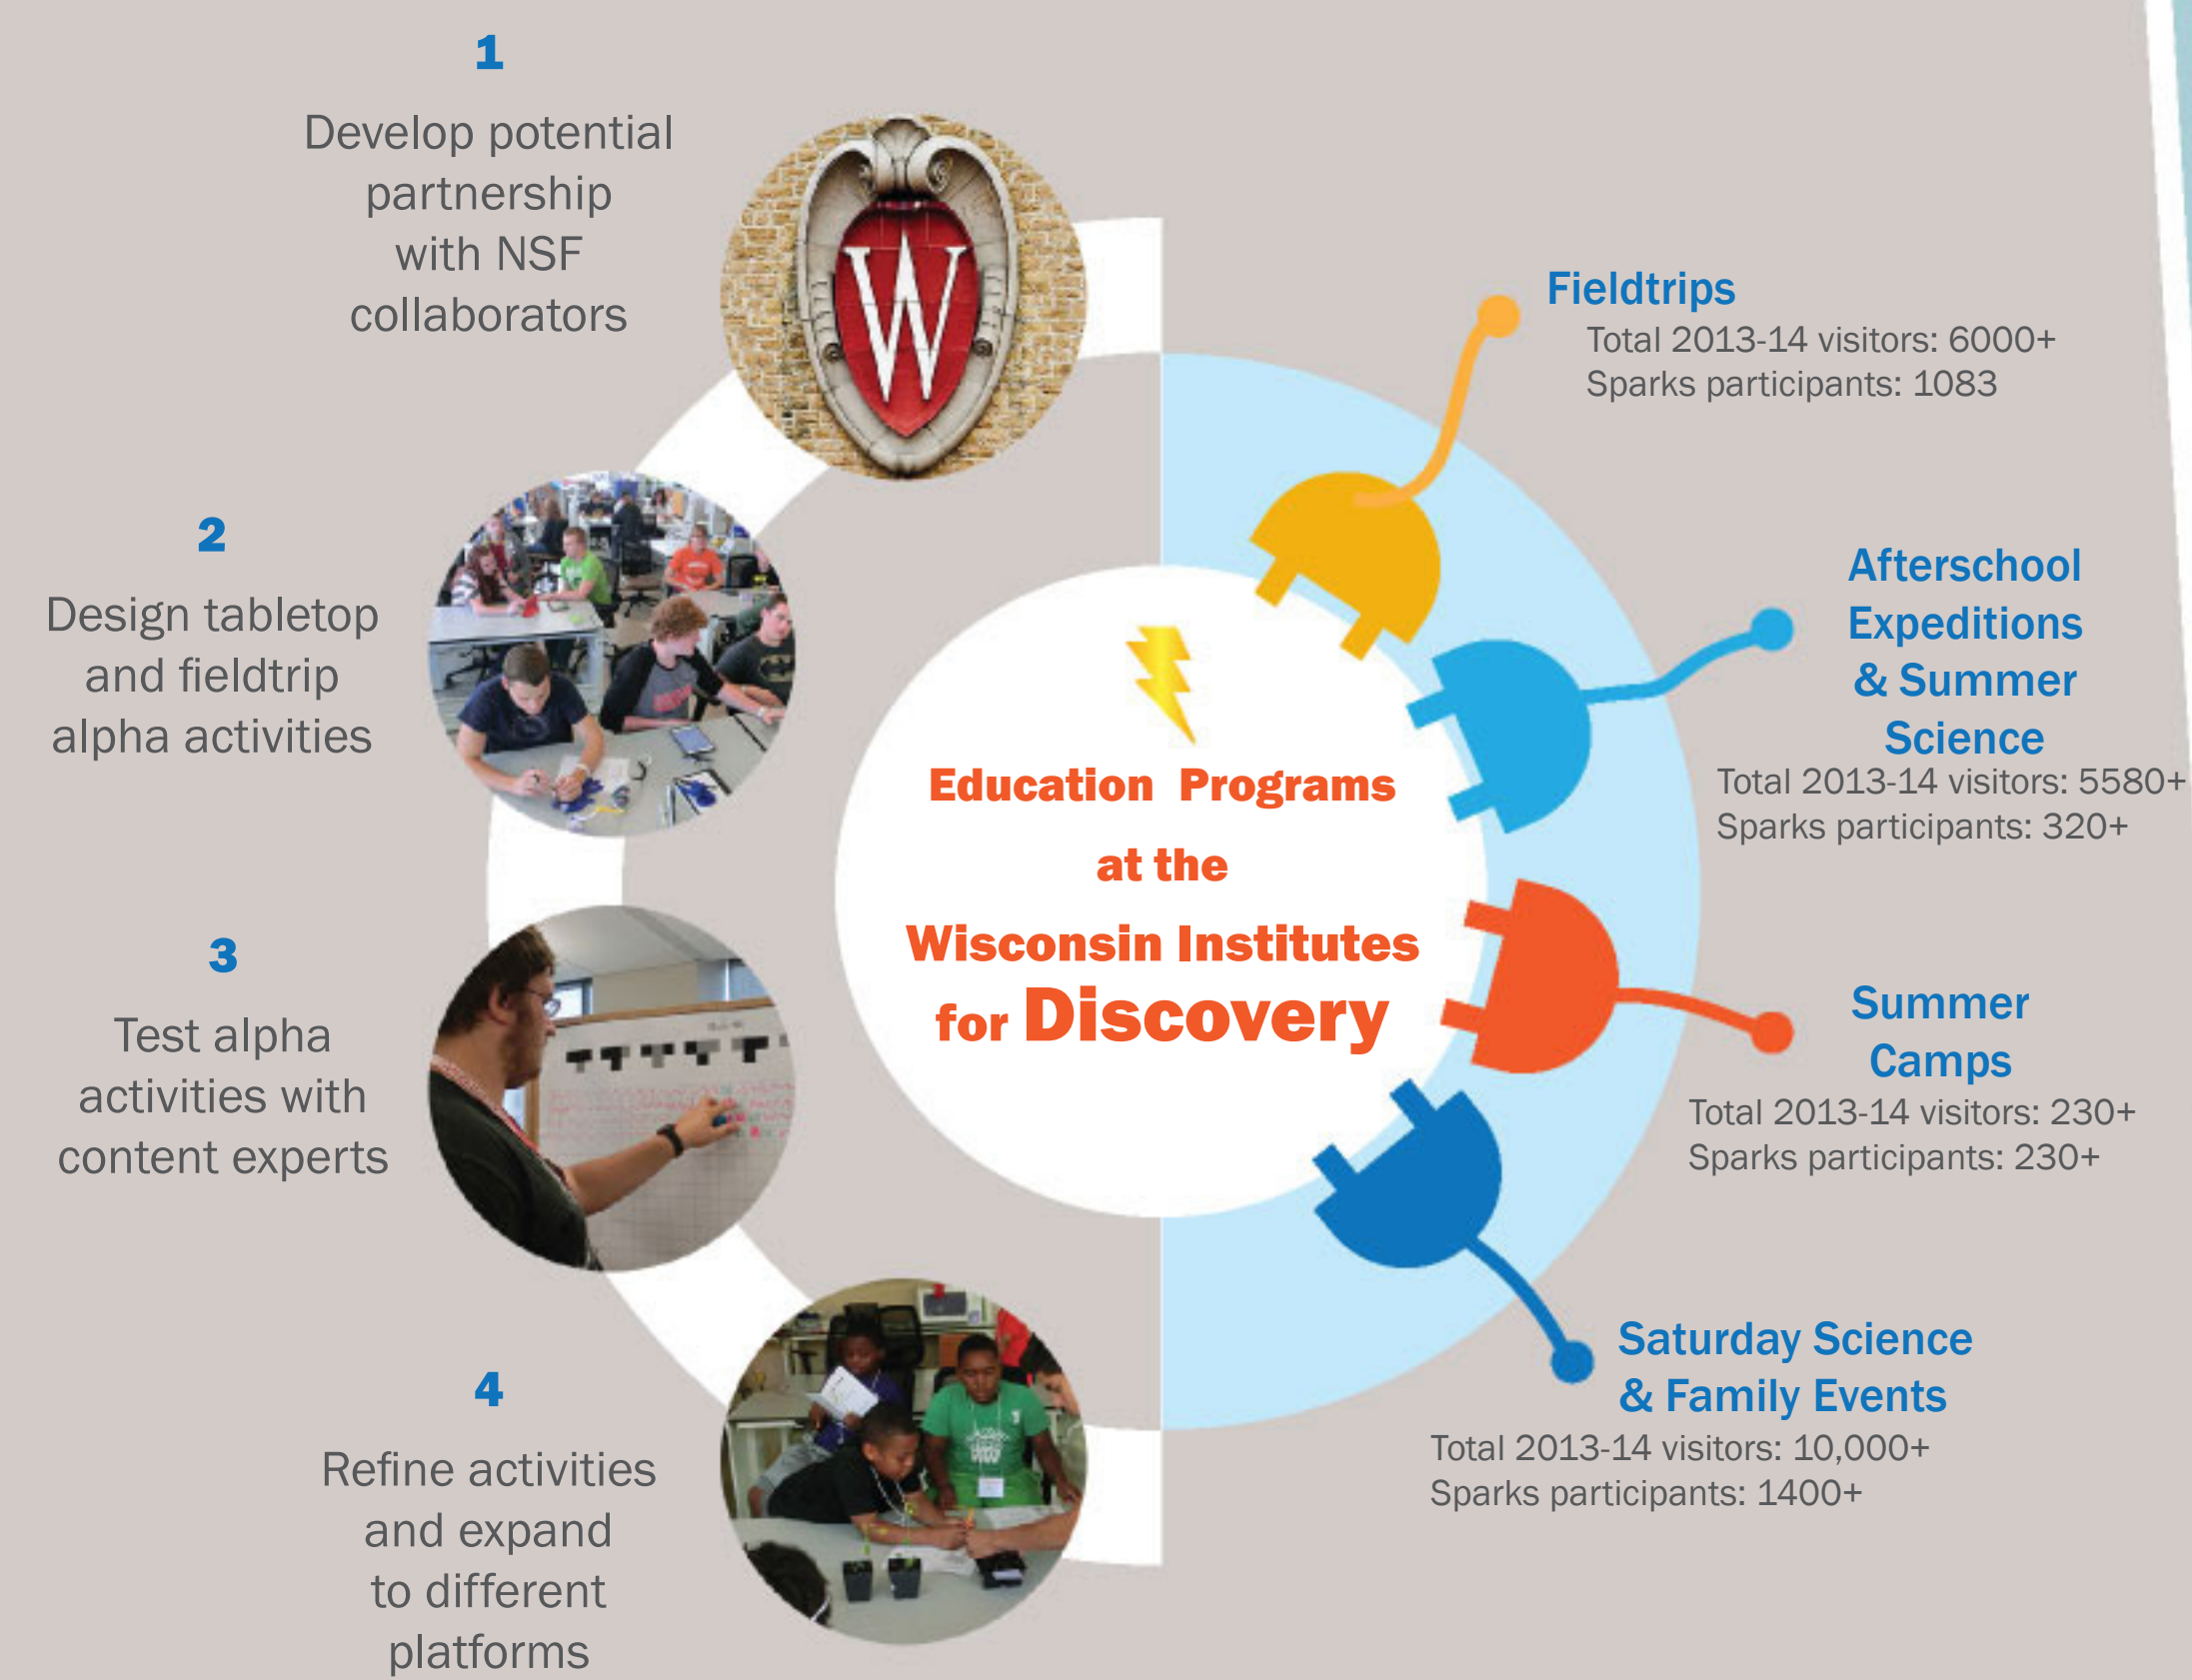 1
Develop potential
partnership
with NSF
collaborators
W
2
Design tabletop
and fieldtrip
alpha activities
3
Test alpha
activities with
content experts
4
Refine activities
and expand
to different
platforms
Education Programs
at the
Wisconsin Institutes
for Discovery
Fieldtrips
Total 2013-14 visitors: 6000+
Sparks participants: 1083
Afterschool
Expeditions
& Summer
Science
Total 2013-14 visitors: 5580+
Sparks participants: 320+
Summer
Camps
Total 2013-14 visitors: 230+
Sparks participants: 230+
Saturday Science
& Family Events
Total 2013-14 visitors: 10,000+
Sparks participants: 1400+